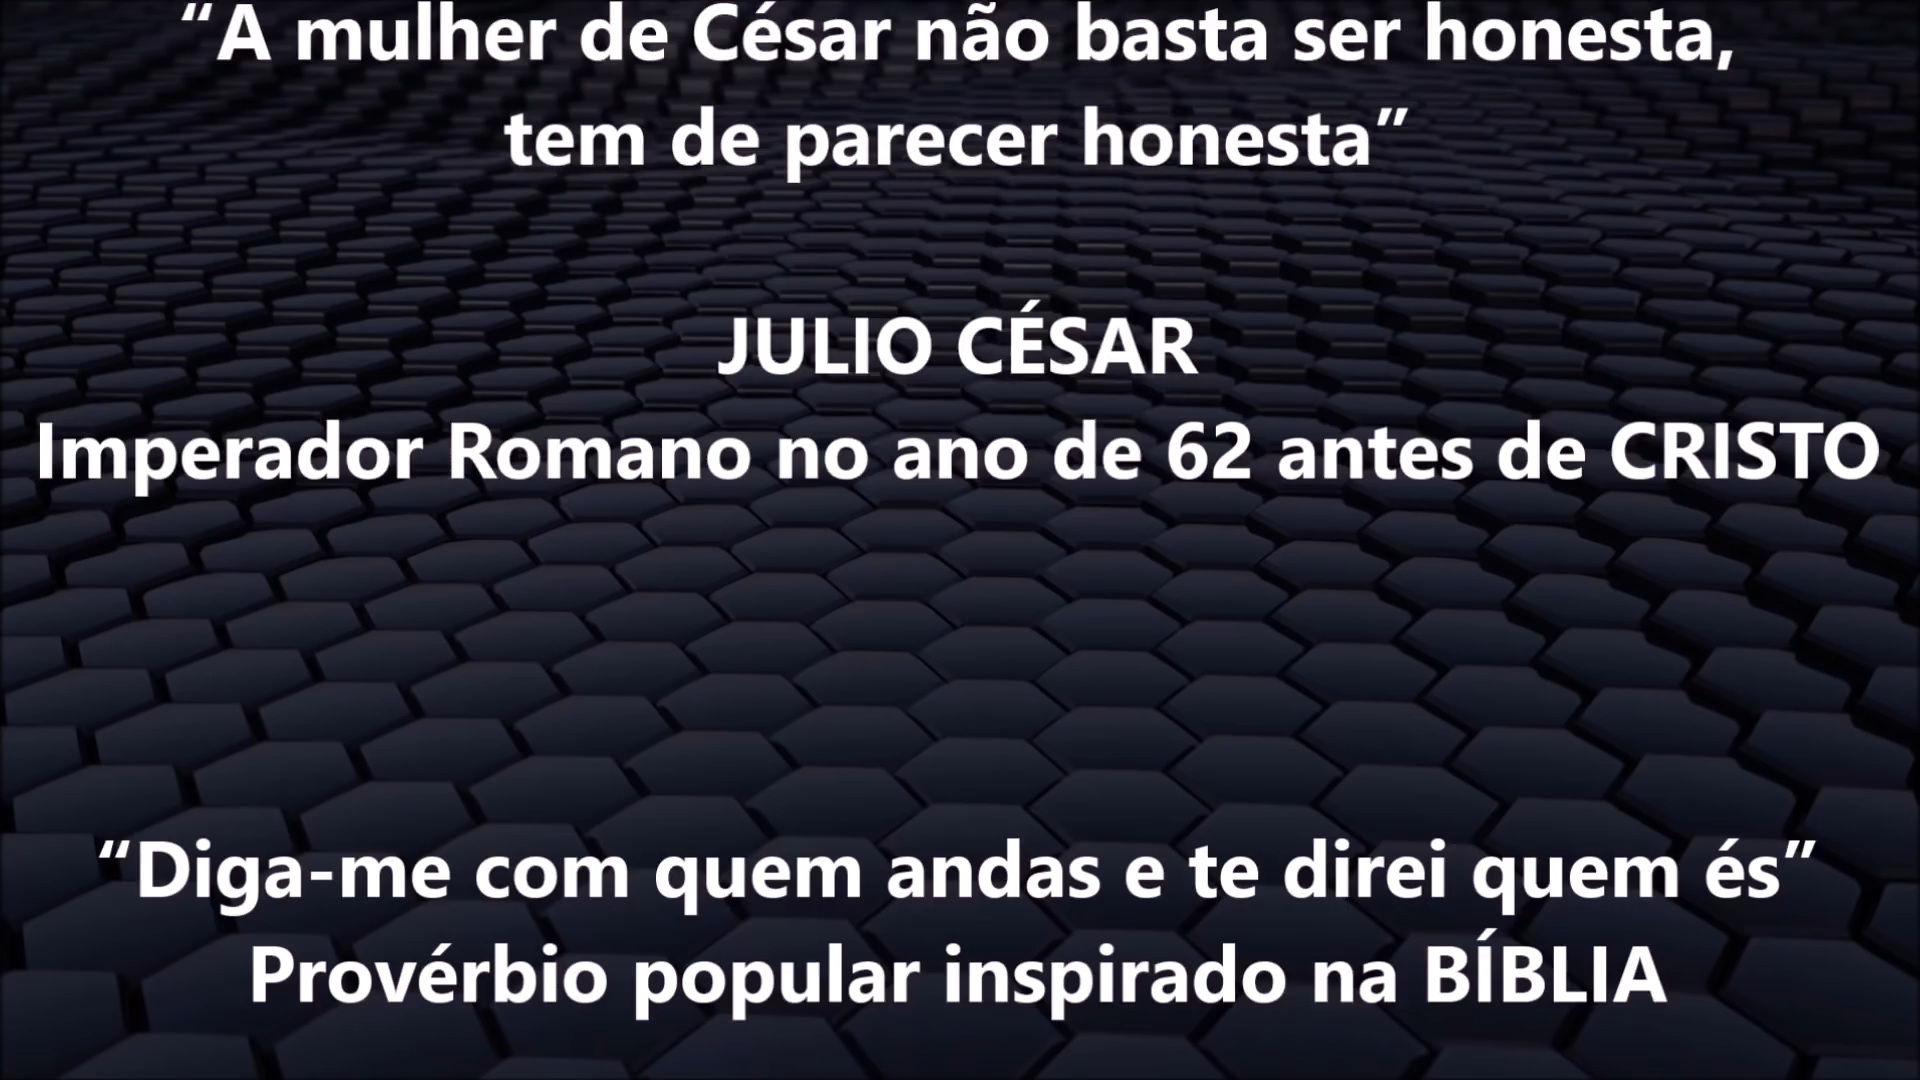 “A mulher de César não basta ser honesta,
tem de parecer honesta”
JULIO CÉSAR
Imperador Romano no ano de 62 antes de CRISTO
“Diga-me com quem andas e te direi quem és”
Provérbio popular inspirado na BÍBLIA